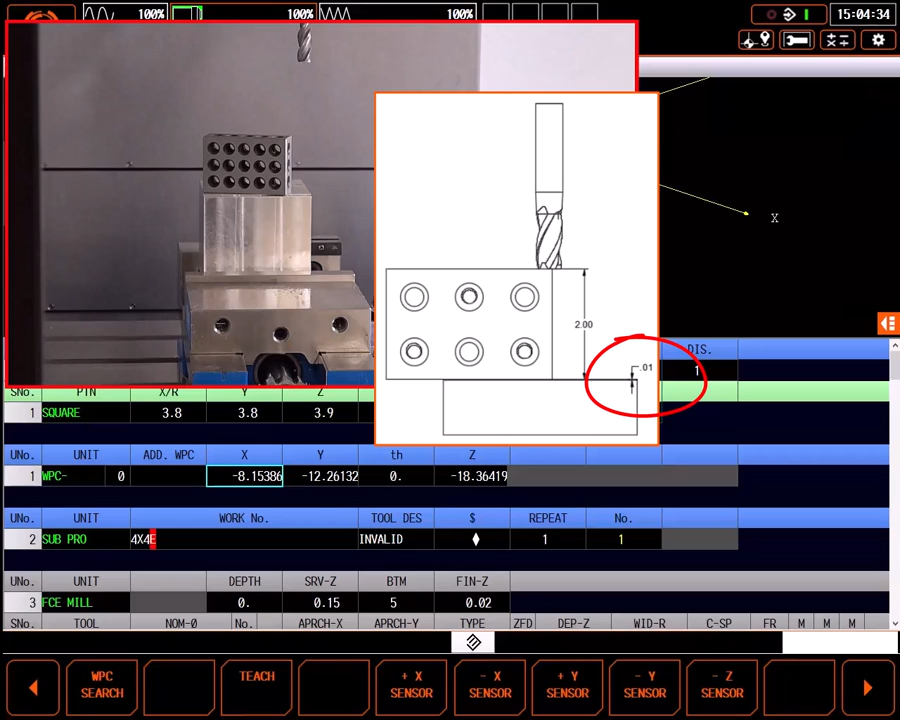 100% 100% 100% 15:04:34
X
2.00
.01
DIS.
1
SNo. PTN X/R Y Z
1 SQUARE 3.8 3.8 3.9
UNo. UNIT ADD. WPC X Y th Z
1 WPC- 0 -8.15386 -12.26132 0. -18.36419
UNo. UNIT WORK No. TOOL DES $ REPEAT No.
2 SUB PRO 4X4E INVALID ♦ 1 1
UNo. UNIT DEPTH SRV-Z BTM FIN-Z
3 FCE MILL 0. 0.15 5 0.02
SNo. TOOL NOM-Ø No. APRCH-X APRCH-Y TYPE ZFD DEP-Z WID-R C-SP FR M M M
WPC TEACH + X - X + Y - Y - Z
SEARCH SENSOR SENSOR SENSOR SENSOR SENSOR